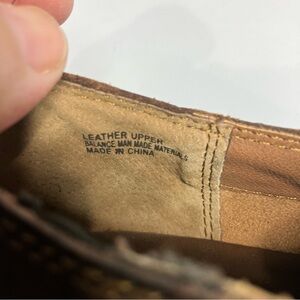 LEATHER UPPER
BALANCE MAN MADE MATERIALS
MADE IN CHINA